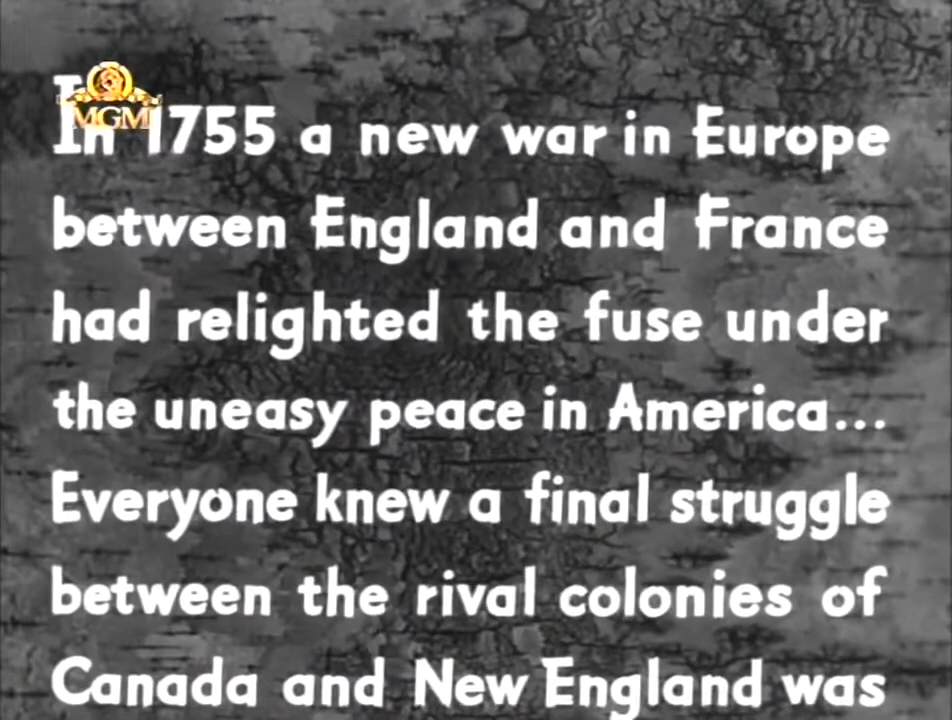 MGM
In 1755 a new war in Europe
between England and France
had relighted the fuse under
the uneasy peace in America...
Everyone knew a final struggle
between the rival colonies of
Canada and New England was